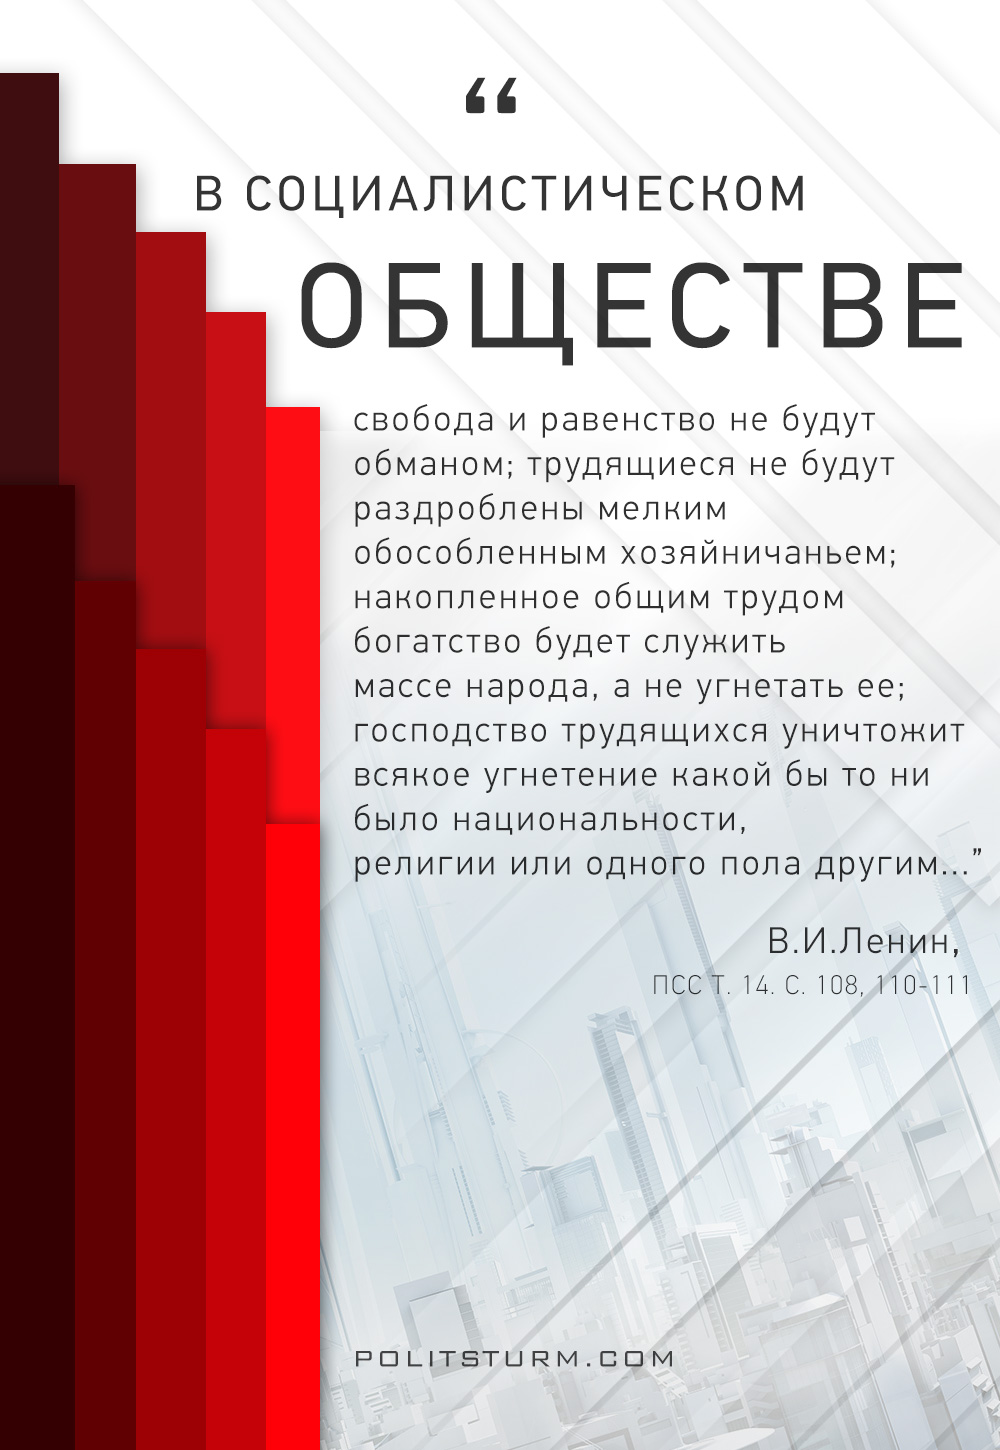 “
В СОЦИАЛИСТИЧЕСКОМ
ОБЩЕСТВЕ
свобода и равенство не будут
обманом; трудящиеся не будут
раздроблены мелким
обособленным хозяйничаньем;
накопленное общим трудом
богатство будет служить
массе народа, а не угнетать ее;
господство трудящихся уничтожит
всякое угнетение какой бы то ни
было национальности,
религии или одного пола другим...”
В.И.Ленин,
ПСС Т. 14. С. 108, 110-111
POLITSTURM.COM